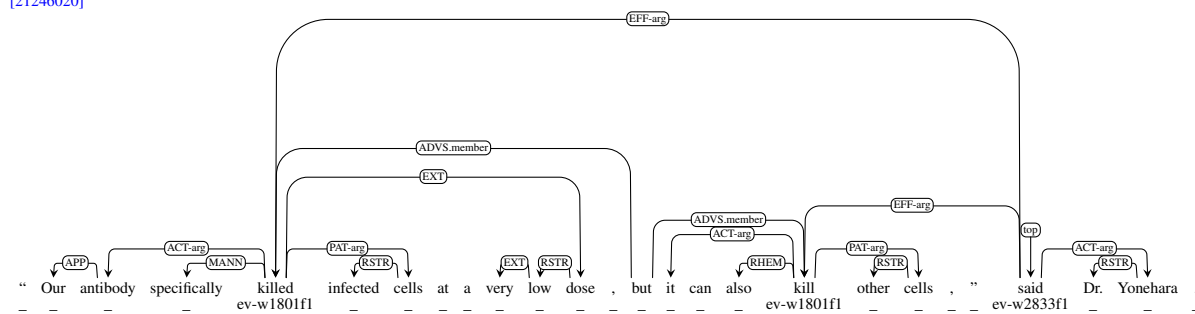 [21246020]
EFF-arg
ADVS.member
EXT
EFF-arg
ADVS.member
top
ACT-arg PAT-arg ACT-arg PAT-arg ACT-arg
APP MANN RSTR EXT RSTR RHEM RSTR RSTR
“ Our antibody specifically killed infected cells at a very low dose , but it can also kill other cells , ” said Dr. Yonehara
ev-w1801f1 ev-w1801f1 ev-w2833f1
_ _ _ _ _ _ _ _ _ _ _ _ _ _ _ _ _ _ _ _ _ _ .